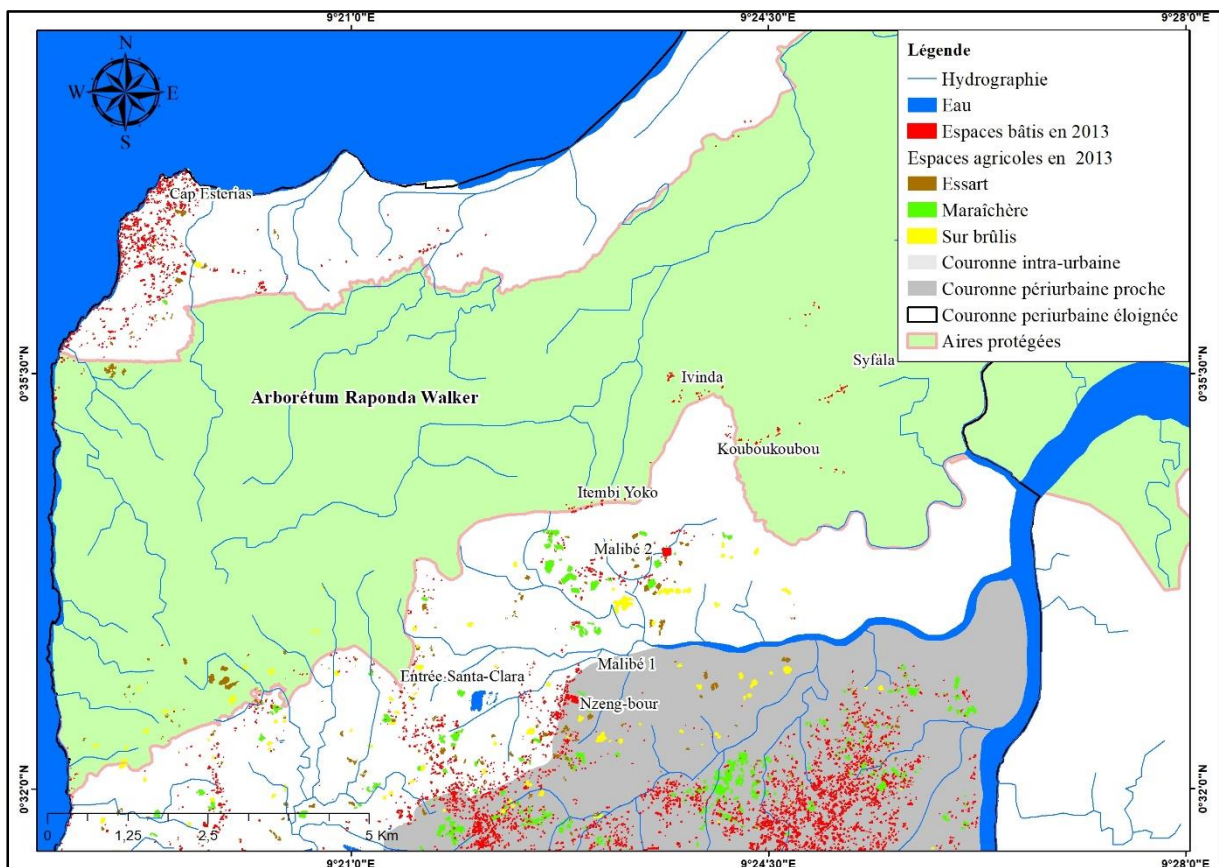 9°21'0"E
9°24'30"E
9°28'0"E
N
W
E
S
Légende
Hydrographie
Eau
Espaces bâtis en 2013
Espaces agricoles en 2013
Essart
Maraîchère
Sur brûlis
Couronne intra-urbaine
Couronne périurbaine proche
Couronne periurbaine éloignée
Aires protégées
Cap Esterias
0°35'30"N
0°35'30"N
Syfala
Ivinda
Arborétum Raponda Walker
Kouboukoubou
Itembi Yoko
Malibé 2
Malibé 1
Entrée Santa-Clara
Nzeng-bour
0°32'0"N
0°32'0"N
0
1,25
2,5
5 Km
9°21'0"E
9°24'30"E
9°28'0"E